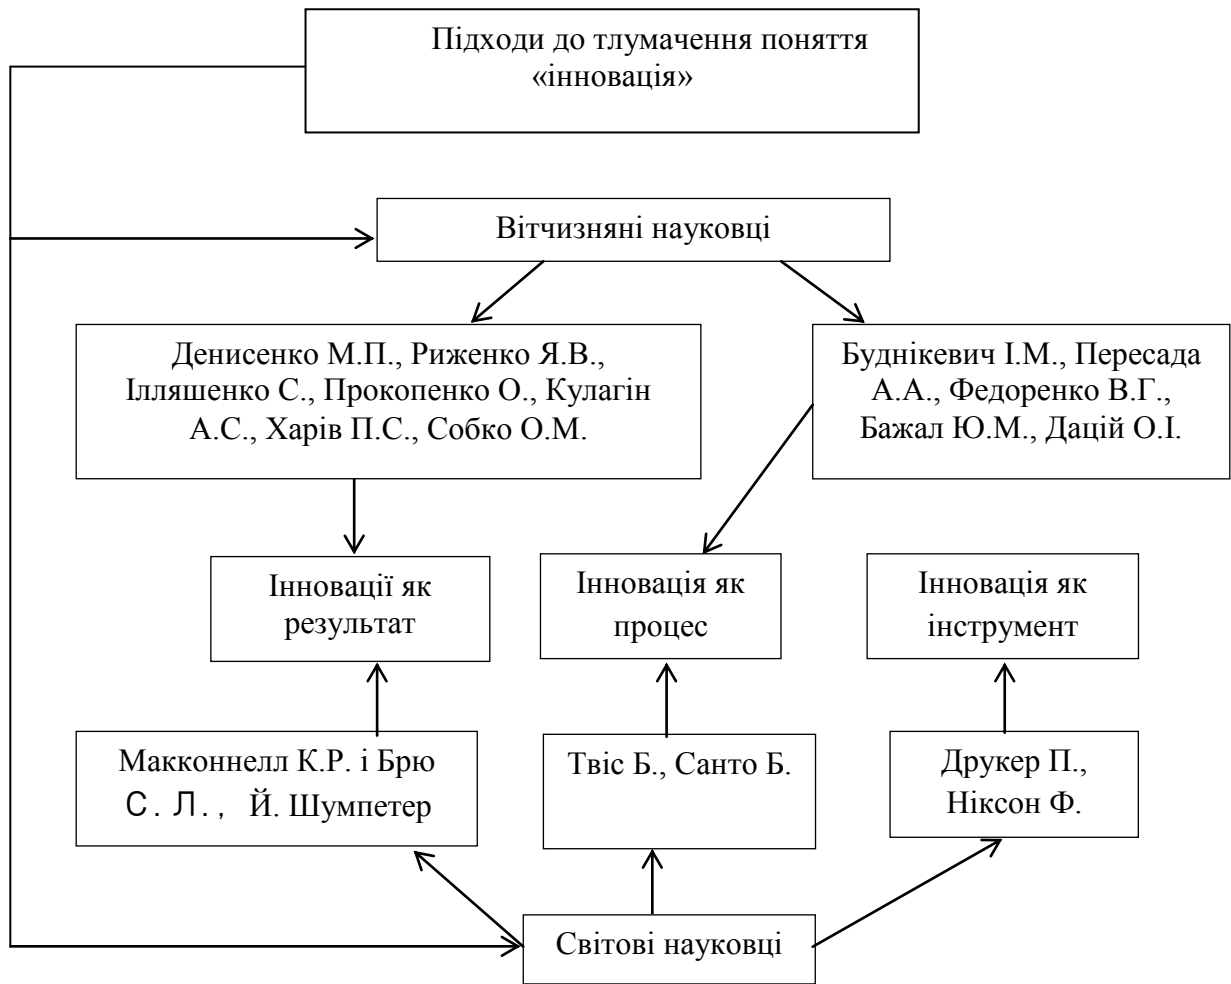 Підходи до тлумачення поняття
«інновація»
Вітчизняні науковці
Денисенко М.П., Риженко Я.В.,
Ілляшенко С., Прокопенко О., Кулагін
А.С., Харів П.С., Собко О.М.
Буднікевич І.М., Пересада
А.А., Федоренко В.Г.,
Бажал Ю.М., Дацій О.І.
Інновації як
результат
Інновація як
процес
Інновація як
інструмент
Макконнелл К.Р. і Брю
С. Л., Й. Шумпетер
Твіс Б., Санто Б.
Друкер П.,
Ніксон Ф.
Світові науковці